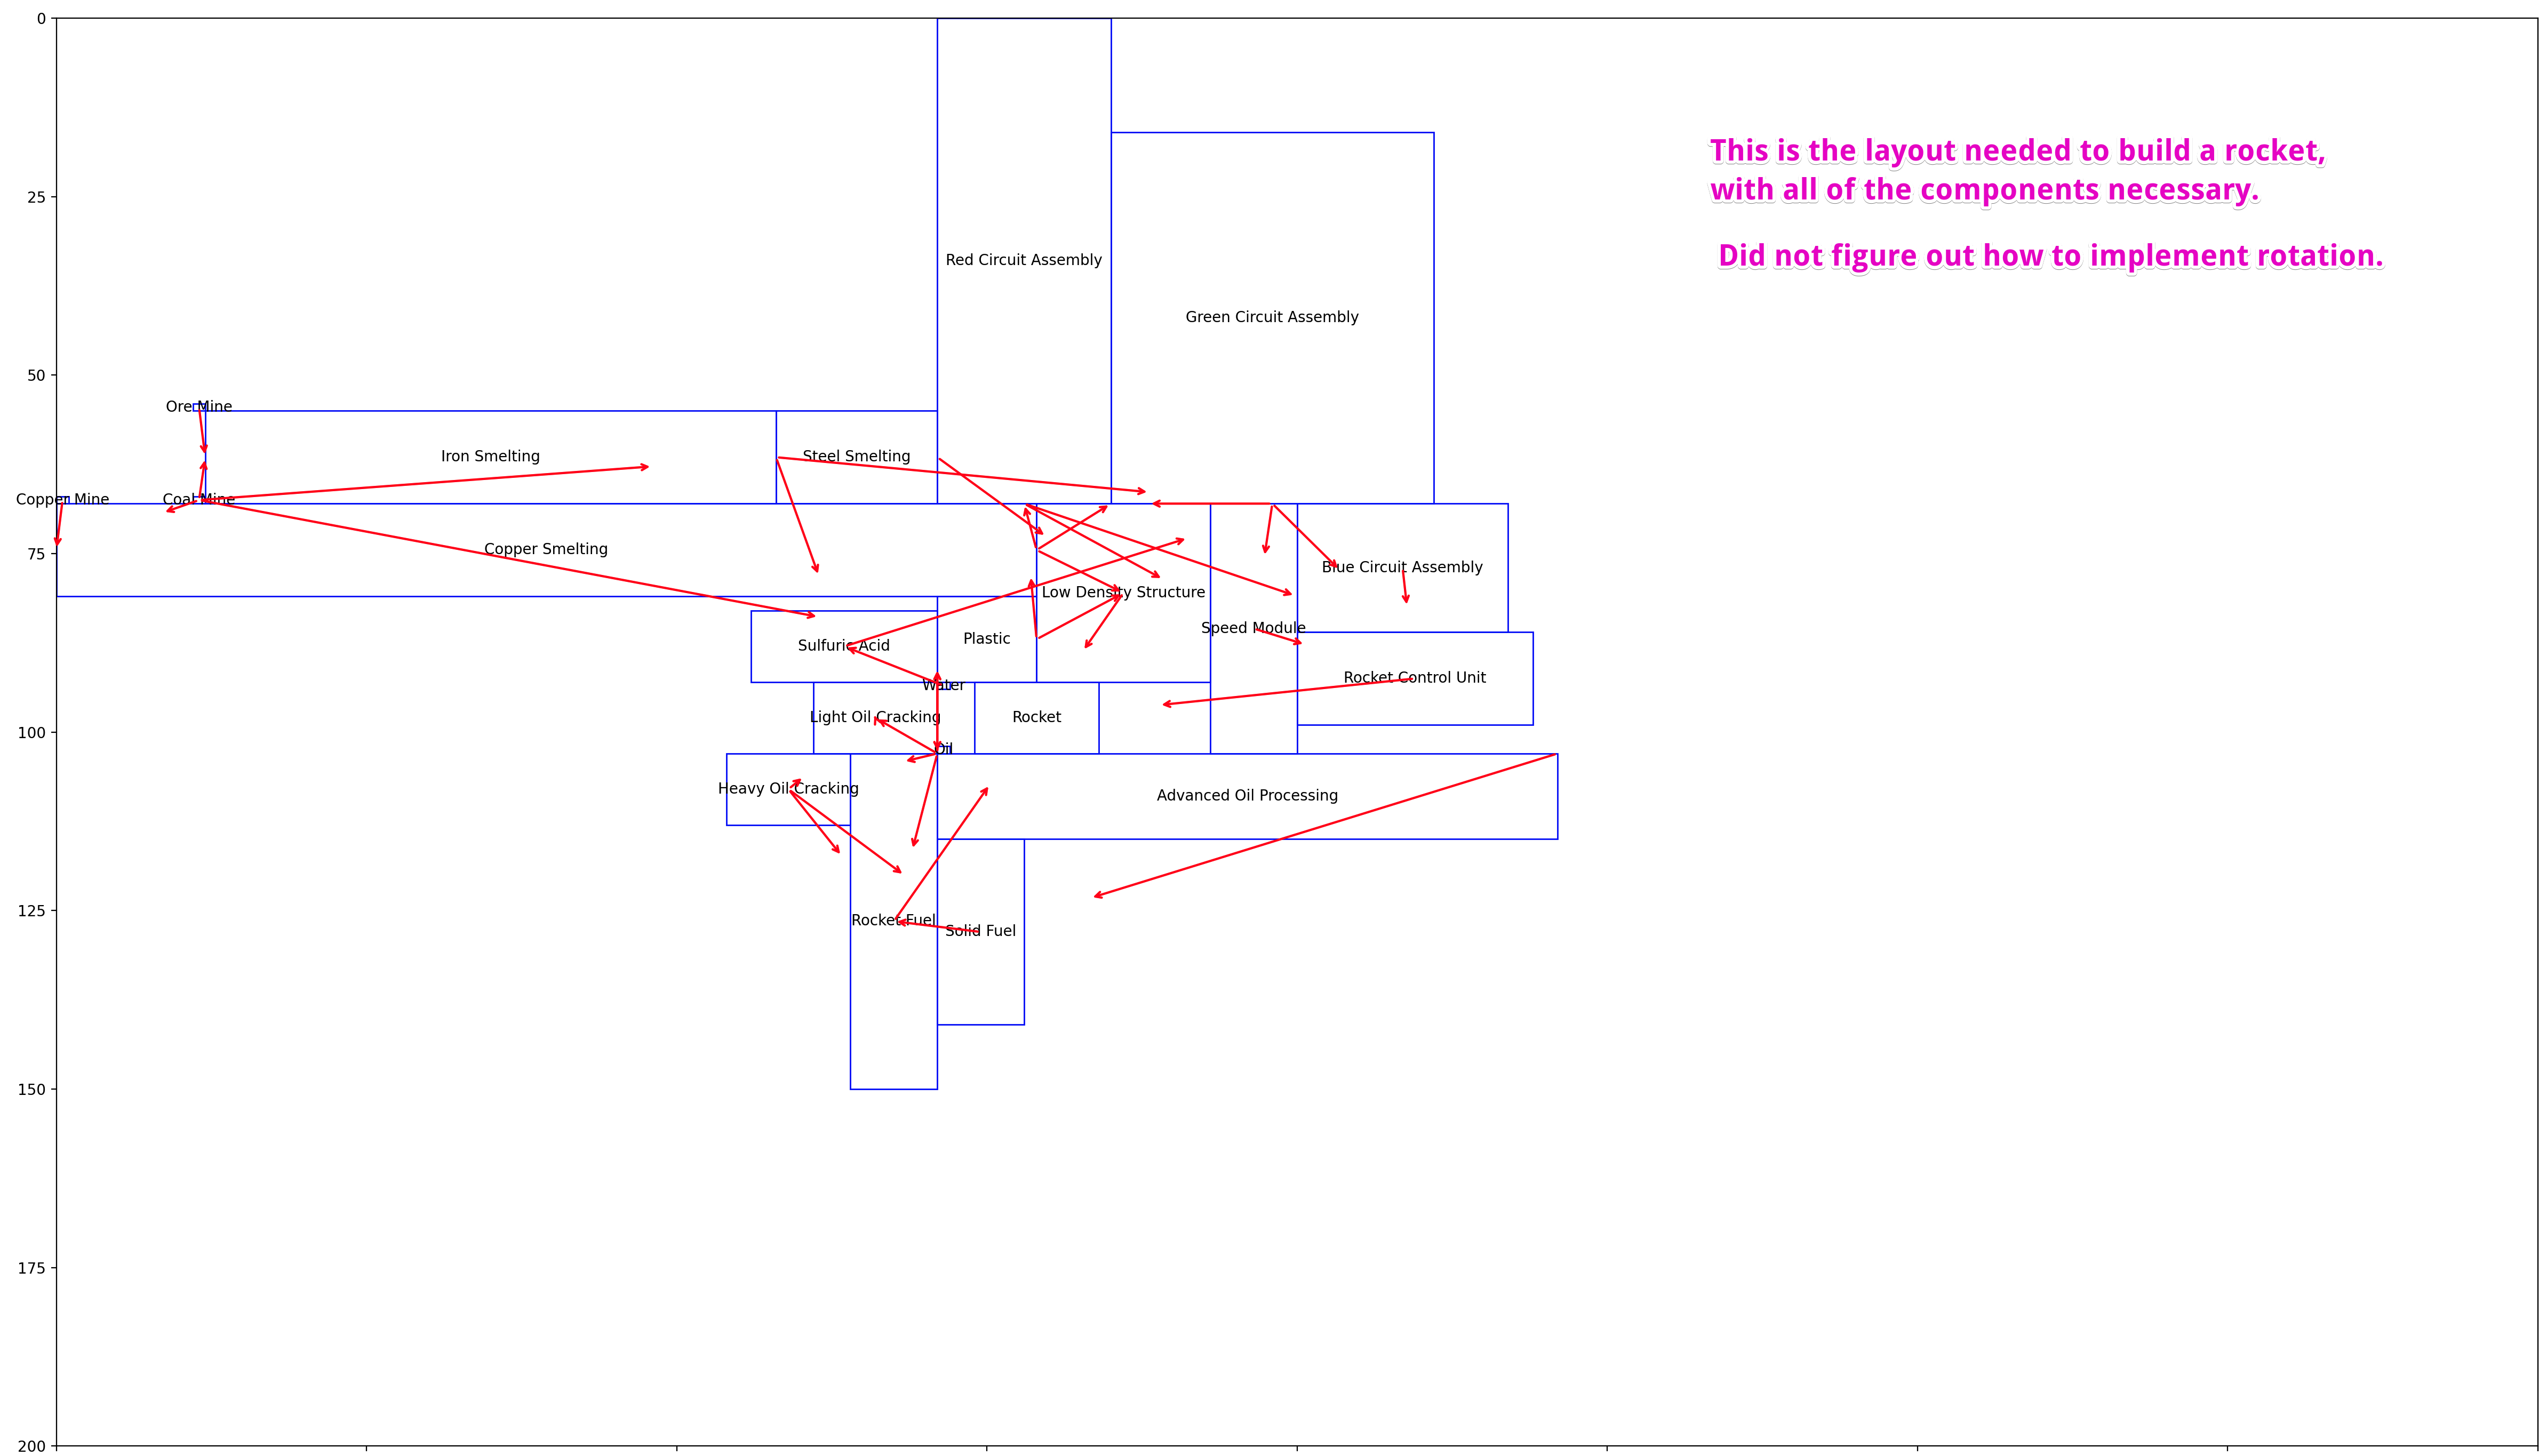 0
This is the layout needed to build a rocket,
with all of the components necessary.
25
Did not figure out how to implement rotation.
Red Circuit Assembly
Green Circuit Assembly
50
Ore Mine
Iron Smelting
Steel Smelting
Copper Mine
Coal Mine
75
Copper Smelting
Blue Circuit Assembly
Low Density Structure
Speed Module
Plastic
Sulfuric Acid
Rocket Control Unit
Water
100
Light Oil Cracking
Rocket
Oil
Heavy Oil Cracking
Advanced Oil Processing
125
Rocket Fuel
Solid Fuel
150
175
200